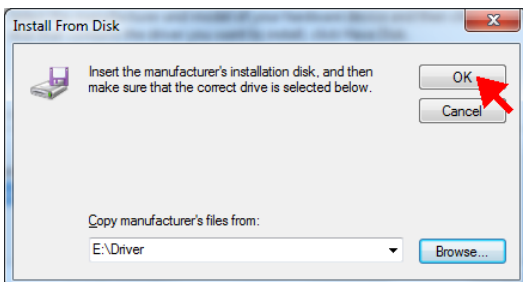 Install From Disk
Insert the manufacturer's installation disk, and then
make sure that the correct drive is selected below.
OK
Cancel
Copy manufacturer's files from:
E:\Driver
Browse...